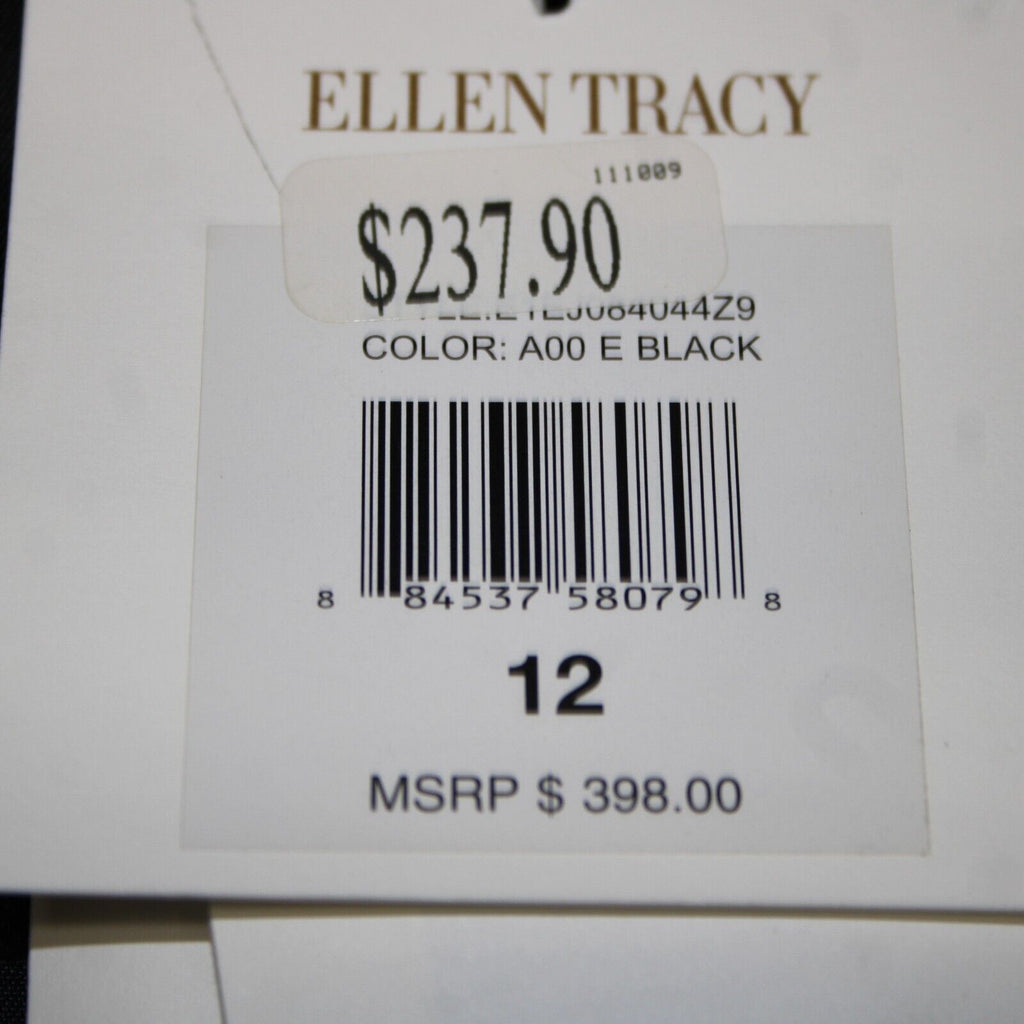 ELLEN TRACY
111009
$237.90
COLOR: A00 E BLACK
8 84537 58079 8
12
MSRP $ 398.00